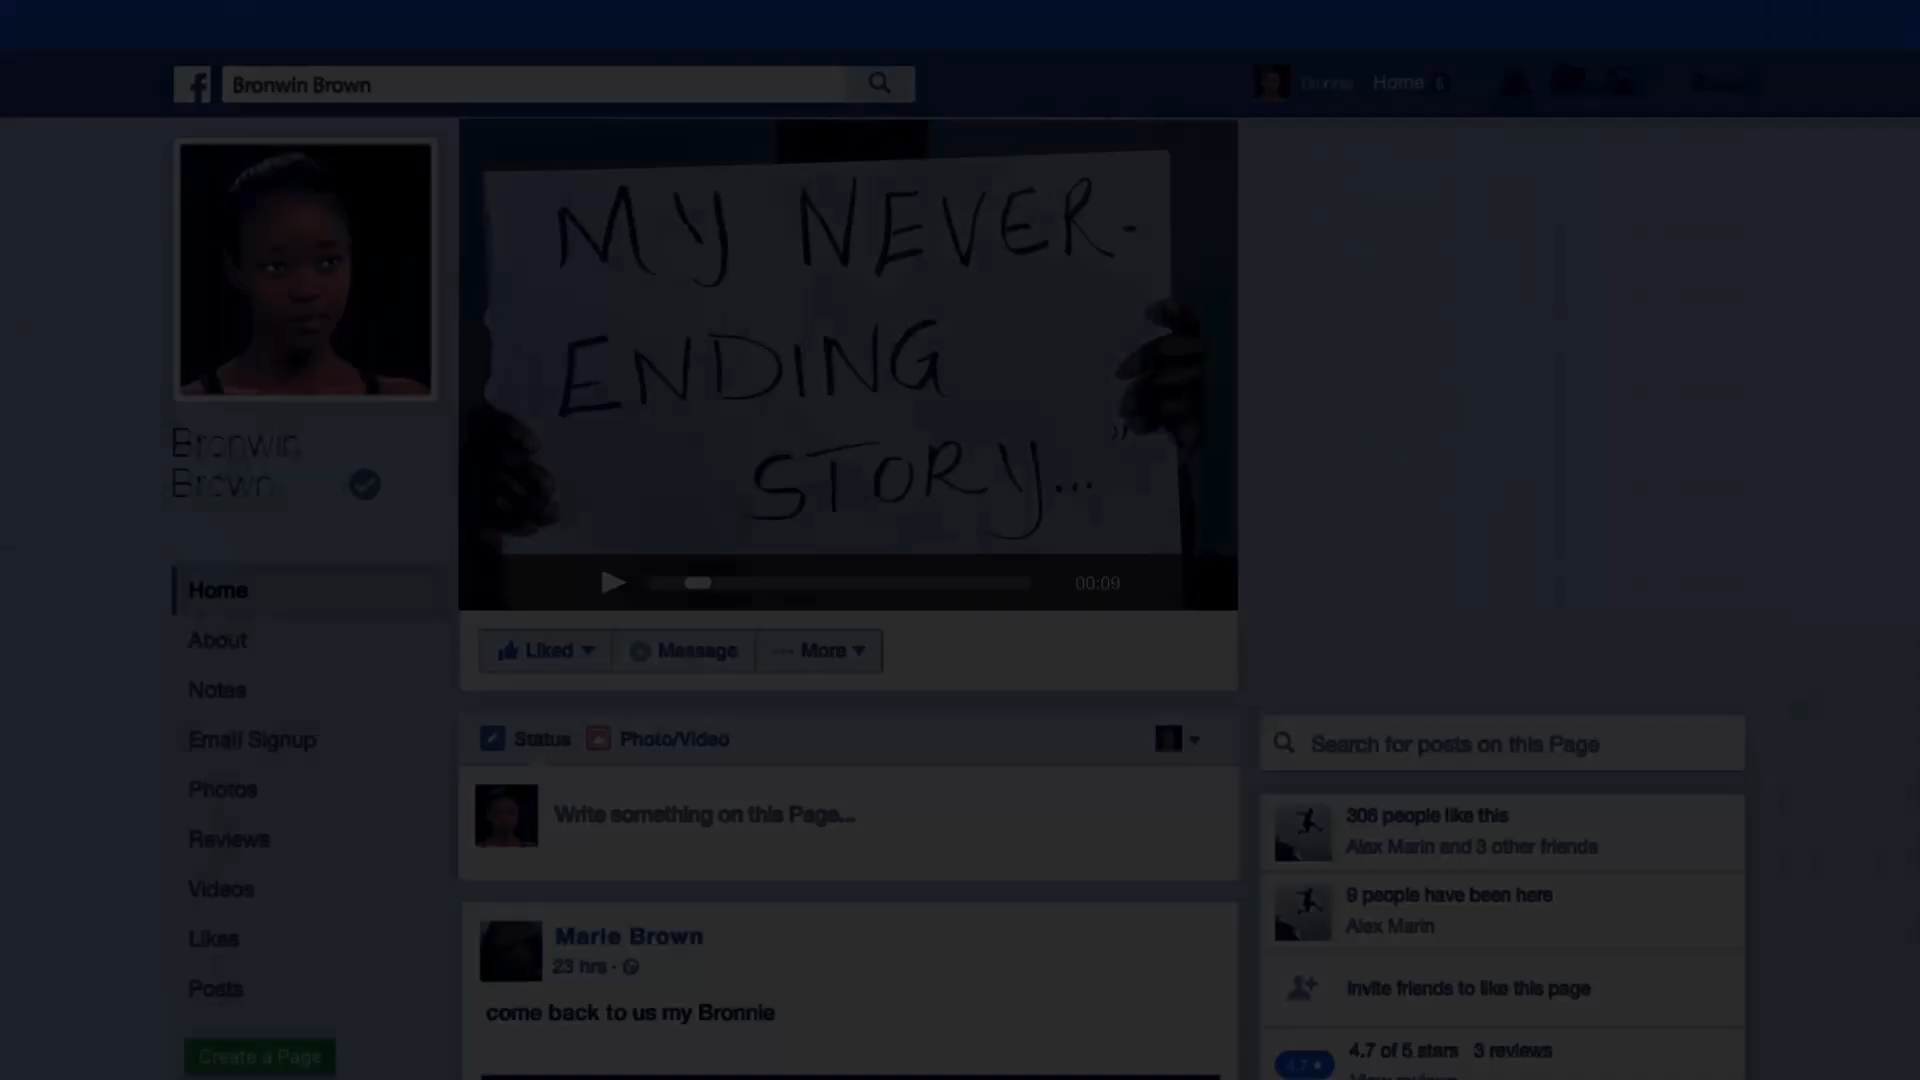 Bronwin Brown
Home 5
MY NEVER-
ENDING
STORY...
00:09
Bronwin
Brown
Home
About
Notes
Email Signup
Photos
Reviews
Videos
Likes
Posts
Create a Page
Liked
Message
More
Status
Photo/Video
Write something on this Page...
Marie Brown
23 hrs ·
come back to us my Bronnie
Search for posts on this Page
306 people like this
Alex Marin and 3 other friends
9 people have been here
Alex Marin
Invite friends to like this page
4.7 of 5 stars 3 reviews
4.7 ★